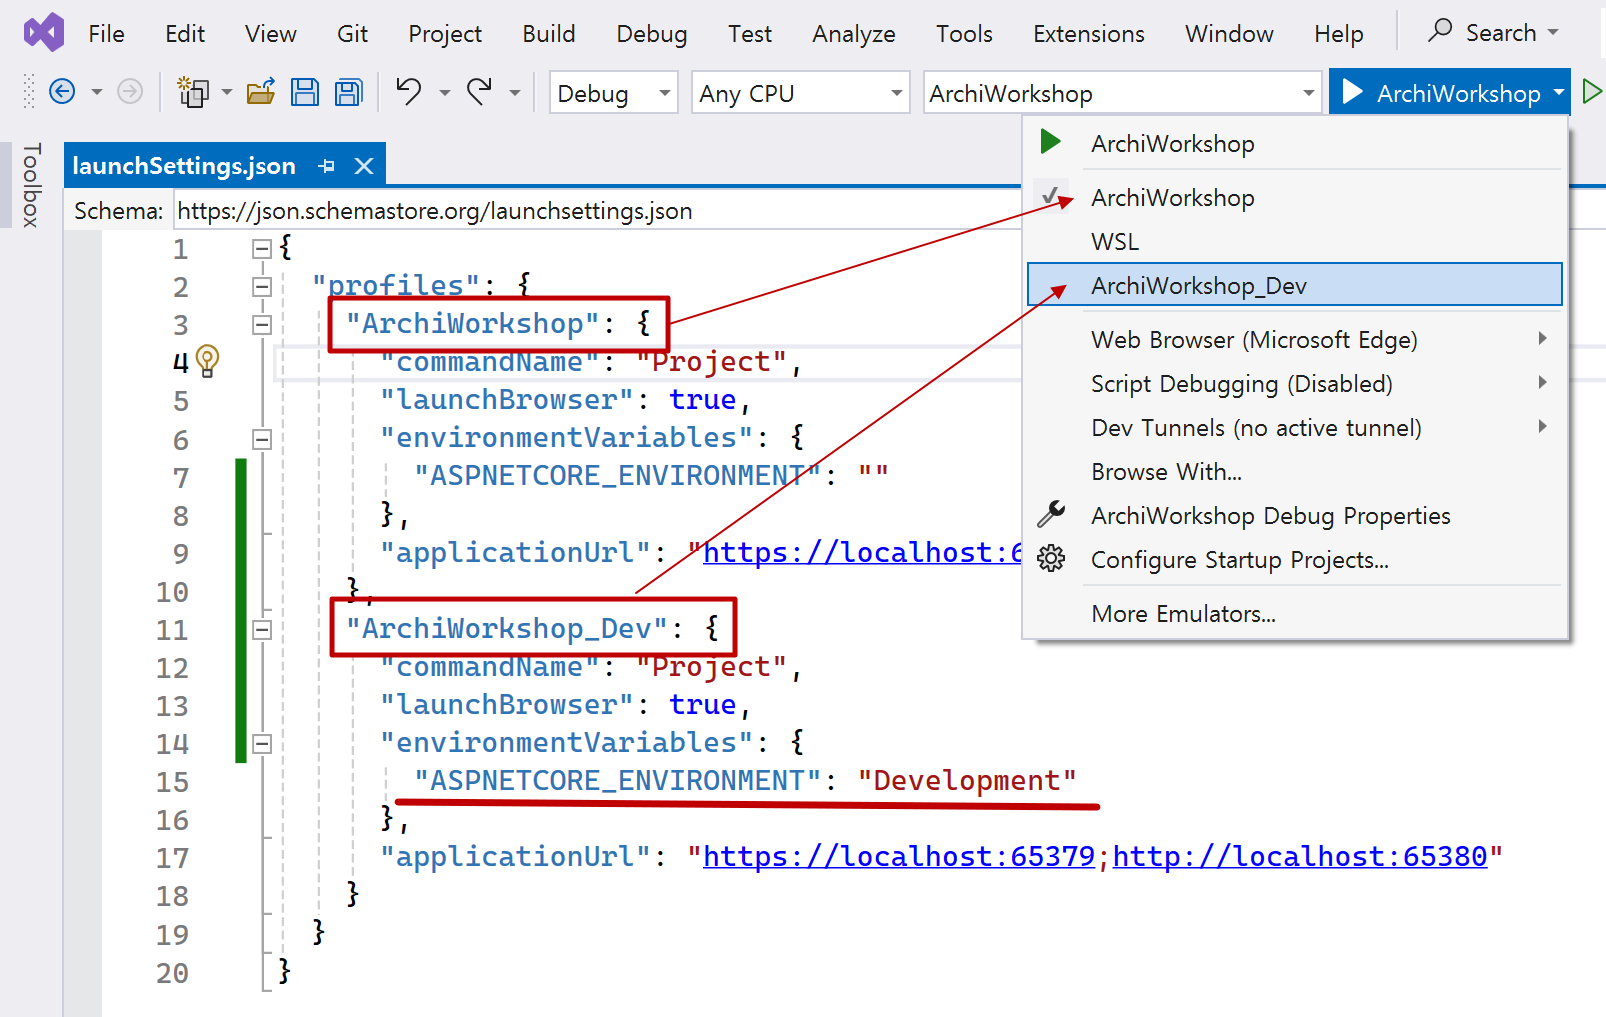 File Edit View Git Project Build Debug Test Analyze Tools Extensions Window Help Search
Debug Any CPU ArchiWorkshop ArchiWorkshop
Toolbox
launchSettings.json
Schema: https://json.schemastore.org/launchsettings.json
1 {
2 "profiles": {
3 "ArchiWorkshop": {
4 "commandName": "Project",
5 "launchBrowser": true,
6 "environmentVariables": {
7 "ASPNETCORE_ENVIRONMENT": ""
8 },
9 "applicationUrl": "https://localhost:6
10 },
11 "ArchiWorkshop_Dev": {
12 "commandName": "Project",
13 "launchBrowser": true,
14 "environmentVariables": {
15 "ASPNETCORE_ENVIRONMENT": "Development"
16 },
17 "applicationUrl": "https://localhost:65379;http://localhost:65380"
18 }
19 }
20 }
ArchiWorkshop
ArchiWorkshop
WSL
ArchiWorkshop_Dev
Web Browser (Microsoft Edge)
Script Debugging (Disabled)
Dev Tunnels (no active tunnel)
Browse With...
ArchiWorkshop Debug Properties
Configure Startup Projects...
More Emulators...